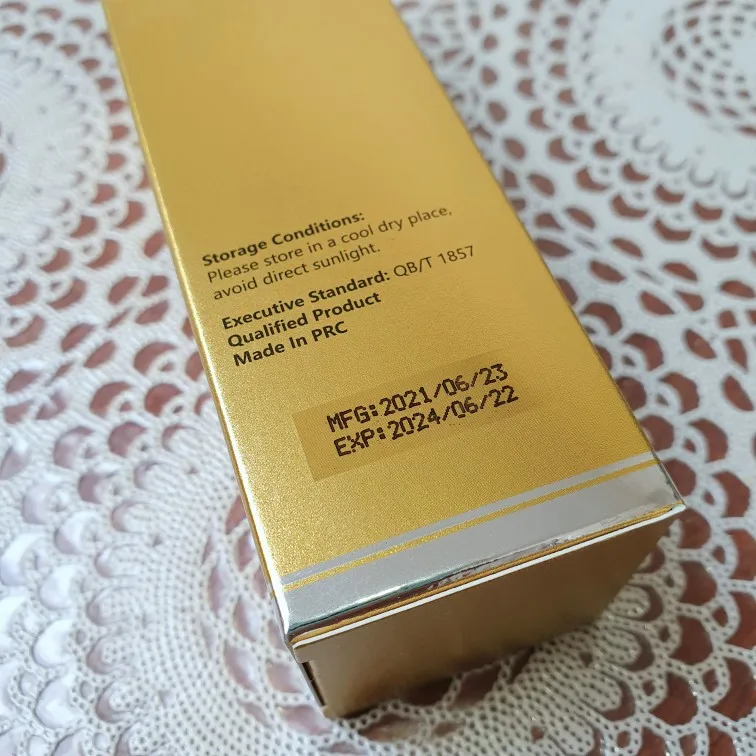 Storage Conditions:
Please store in a cool dry place,
avoid direct sunlight.
Executive Standard: QB/T 1857
Qualified Product
Made In PRC
MFG:2021/06/23
EXP:2024/06/22